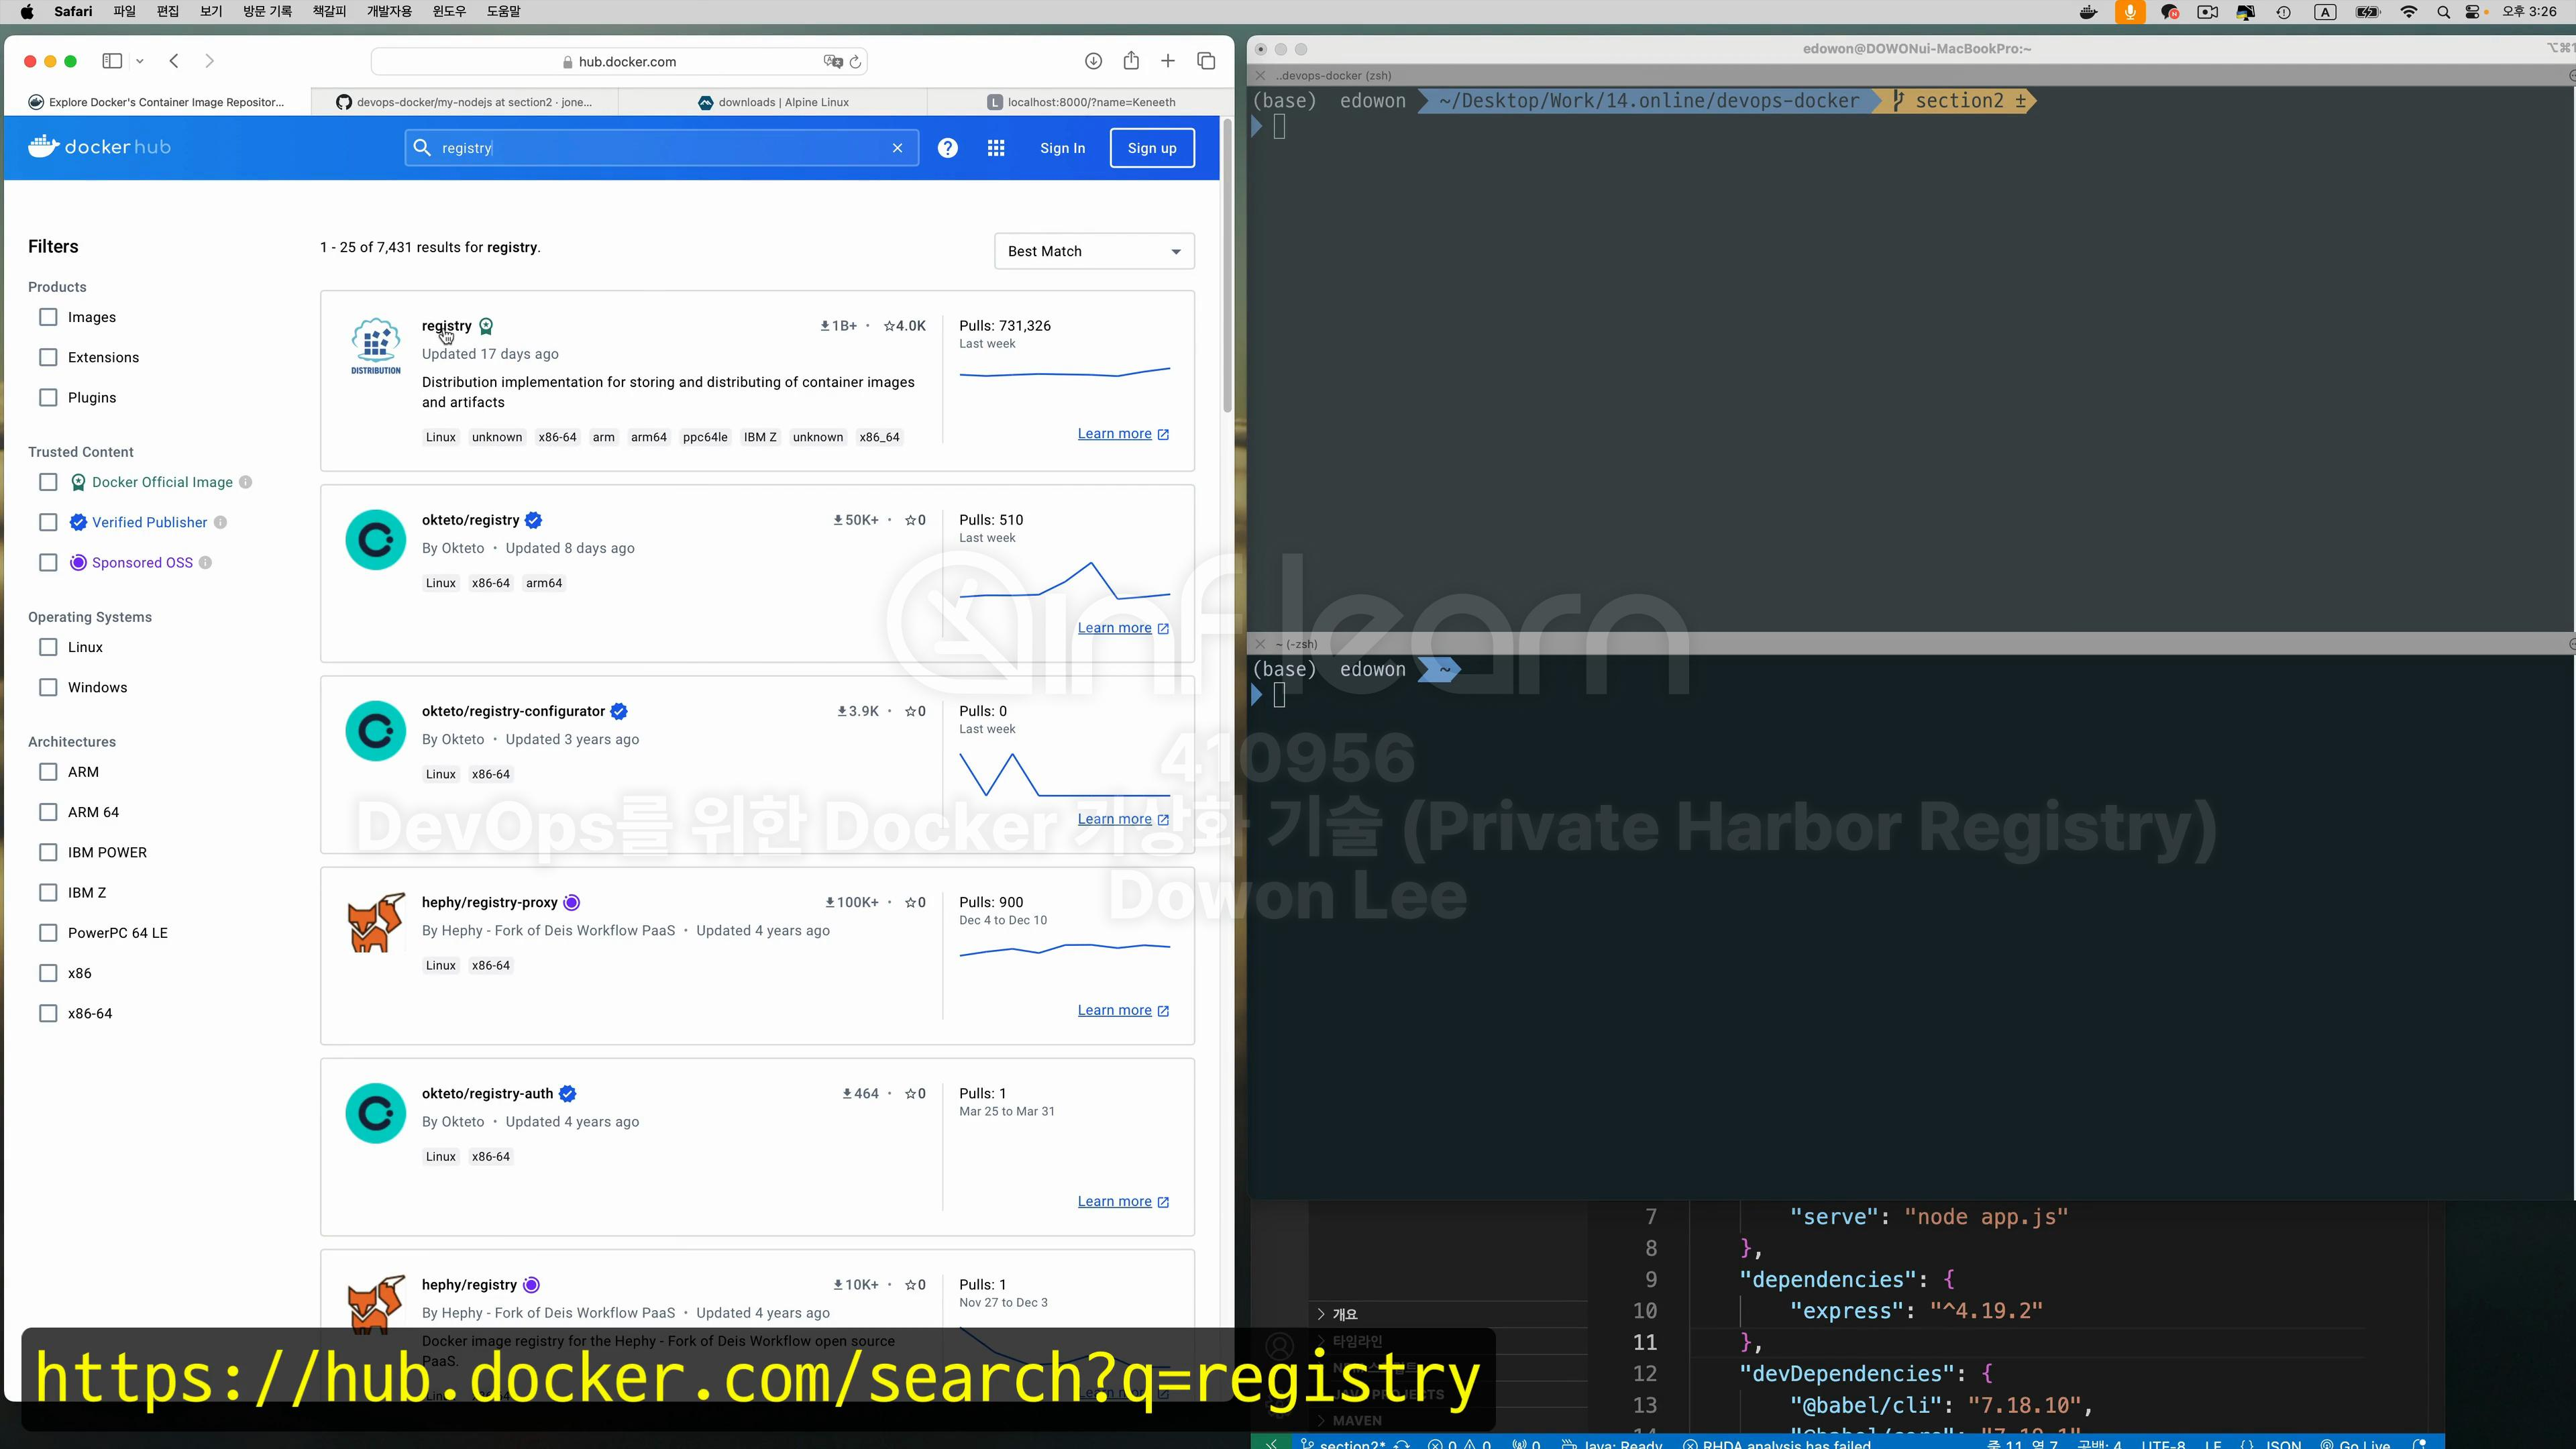 Safari 파일 편집 보기 방문 기록 책갈피 개발자용 윈도우 도움말
A 오후 3:26
hub.docker.com
Explore Docker's Container Image Repositor...
devops-docker/my-nodejs at section2 · jone...
downloads | Alpine Linux
L localhost:8000/?name=Keneeth
docker hub
registry
Sign In
Sign up
Filters
Products
Images
Extensions
Plugins
Trusted Content
Docker Official Image
Verified Publisher
Sponsored OSS
Operating Systems
Linux
Windows
Architectures
ARM
ARM 64
IBM POWER
IBM Z
PowerPC 64 LE
x86
x86-64
1 - 25 of 7,431 results for registry.
Best Match
DISTRIBUTION
registry
1B+ • 4.0K
Updated 17 days ago
Distribution implementation for storing and distributing of container images
and artifacts
Linux unknown x86-64 arm arm64 ppc64le IBM Z unknown x86_64
Pulls: 731,326
Last week
Learn more
okteto/registry
50K+ • 0
By Okteto • Updated 8 days ago
Linux x86-64 arm64
Pulls: 510
Last week
Learn more
okteto/registry-configurator
3.9K • 0
By Okteto • Updated 3 years ago
Linux x86-64
Pulls: 0
Last week
Learn more
hephy/registry-proxy
100K+ • 0
By Hephy - Fork of Deis Workflow PaaS • Updated 4 years ago
Linux x86-64
Pulls: 900
Dec 4 to Dec 10
Learn more
okteto/registry-auth
464 • 0
By Okteto • Updated 4 years ago
Linux x86-64
Pulls: 1
Mar 25 to Mar 31
Learn more
hephy/registry
10K+ • 0
By Hephy - Fork of Deis Workflow PaaS • Updated 4 years ago
Docker image registry for the Hephy - Fork of Deis Workflow open source
PaaS.
Pulls: 1
Nov 27 to Dec 3
https://hub.docker.com/search?q=registry
edowon@DOWONui-MacBookPro:~
..devops-docker (zsh)
(base) edowon ~/Desktop/Work/14.online/devops-docker section2 ±
~ (-zsh)
(base) edowon ~
inflearn
410956
DevOps를 위한 Docker 가상화 기술 (Private Harbor Registry)
Dowon Lee
개요
타임라인
MAVEN
7 "serve": "node app.js"
8 },
9 "dependencies": {
10 "express": "^4.19.2"
11 },
12 "devDependencies": {
13 "@babel/cli": "7.18.10",
section2* 0 0 0 Java: Ready RHDA analysis has failed 줄 11, 열 7 공백: 4 UTF-8 LF {} JSON Go Live